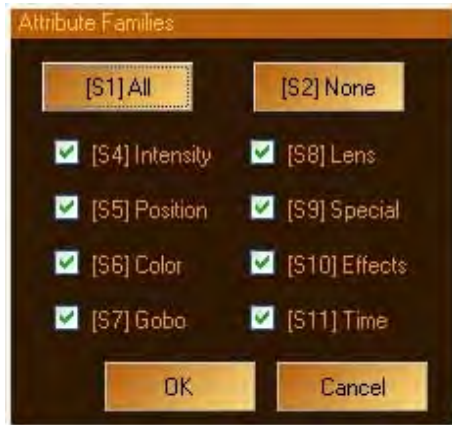 Attribute Families
[S1] All [S2] None
[S4] Intensity [S8] Lens
[S5] Position [S9] Special
[S6] Color [S10] Effects
[S7] Gobo [S11] Time
OK Cancel